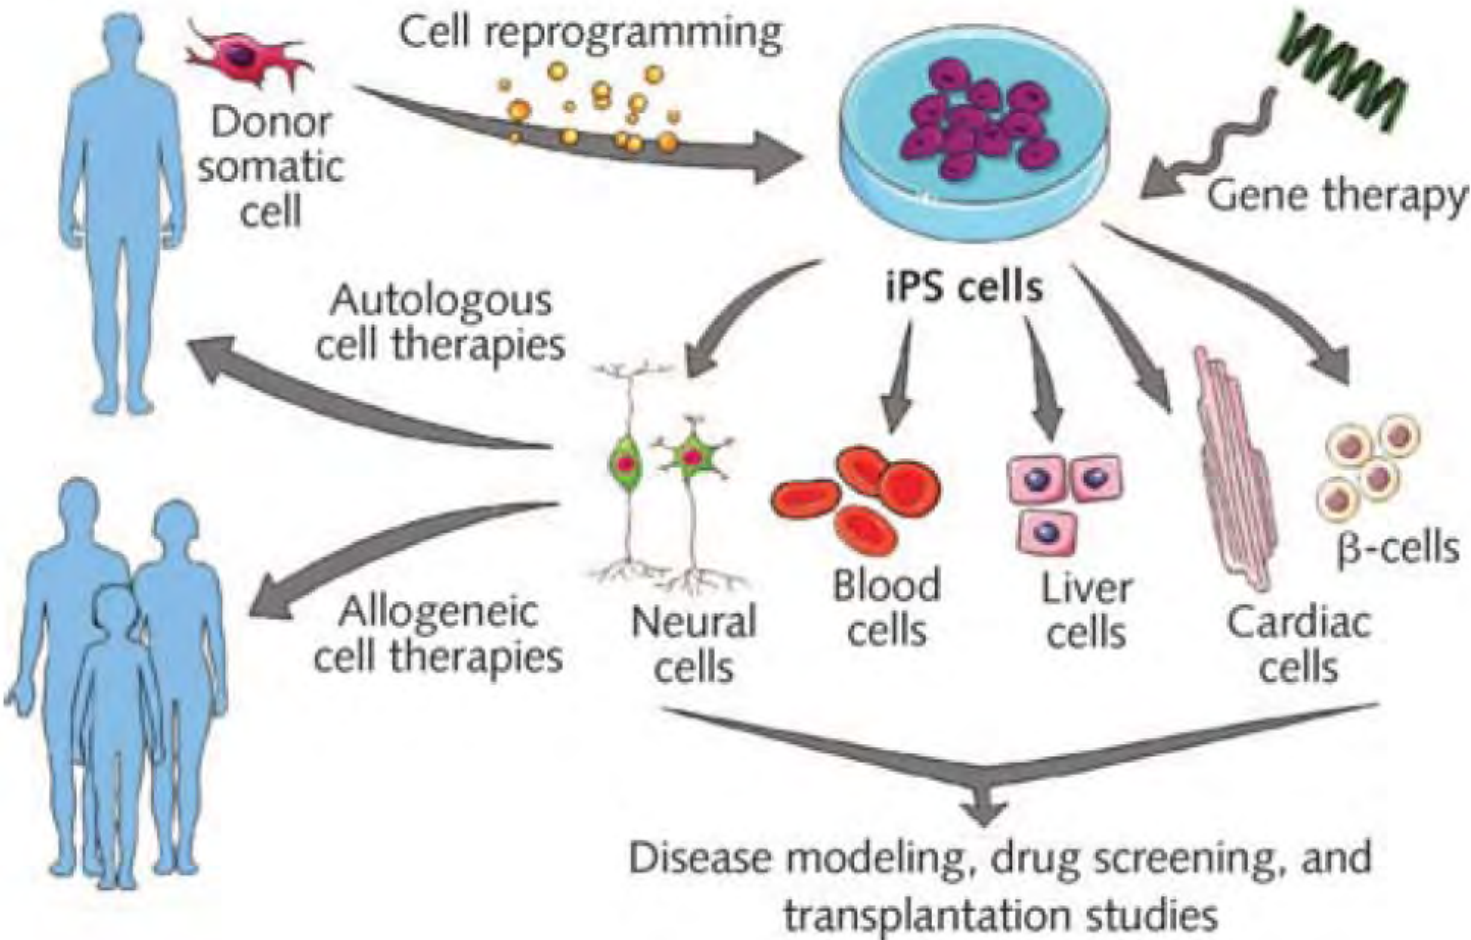 Cell reprogramming
Donor
somatic
cell
Gene therapy
iPS cells
Autologous
cell therapies
Allogeneic
cell therapies
Neural
cells
Blood
cells
Liver
cells
Cardiac
cells
β-cells
Disease modeling, drug screening, and
transplantation studies